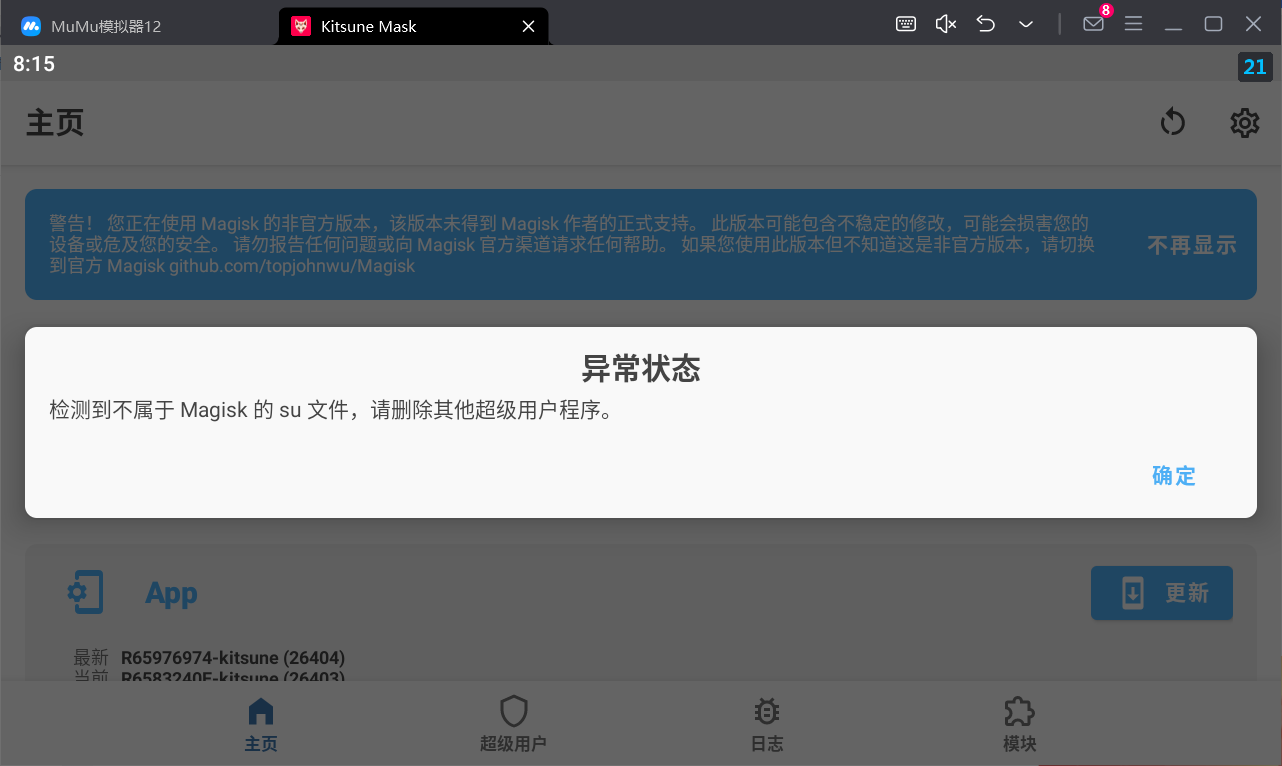 MuMu模拟器12
Kitsune Mask
8
8:15
21
主页
警告！ 您正在使用 Magisk 的非官方版本，该版本未得到 Magisk 作者的正式支持。 此版本可能包含不稳定的修改，可能会损害您的
设备或危及您的安全。 请勿报告任何问题或向 Magisk 官方渠道请求任何帮助。 如果您使用此版本但不知道这是非官方版本，请切换
到官方 Magisk github.com/topjohnwu/Magisk
不再显示
异常状态
检测到不属于 Magisk 的 su 文件，请删除其他超级用户程序。
确定
App
更新
最新 R65976974-kitsune (26404)
当前 R6583240F-kitsune (26403)
主页
超级用户
日志
模块